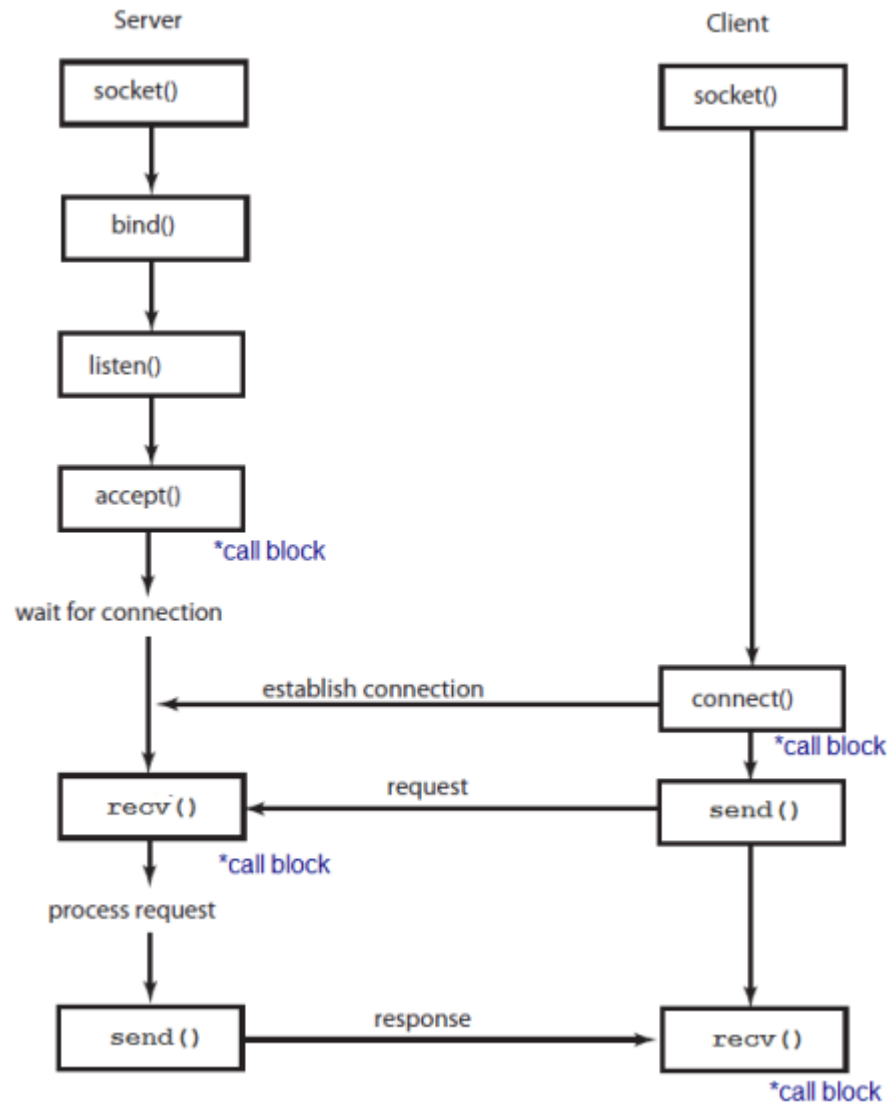 Server
Client
socket()
socket()
bind()
listen()
accept()
*call block
wait for connection
establish connection
connect()
*call block
request
recv()
send()
*call block
process request
send()
response
recv()
*call block